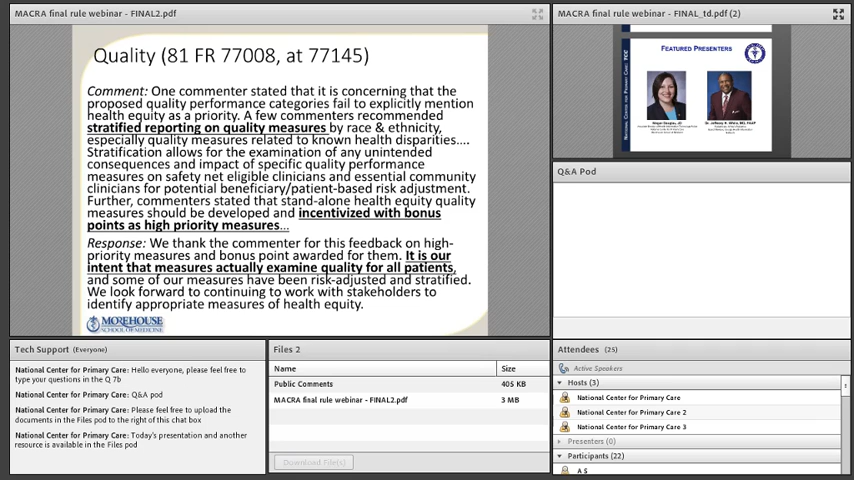 MACRA final rule webinar - FINAL2.pdf
Quality (81 FR 77008, at 77145)
Comment: One commenter stated that it is concerning that the
proposed quality performance categories fail to explicitly mention
health equity as a priority. A few commenters recommended
stratified reporting on quality measures by race & ethnicity,
especially quality measures related to known health disparities....
Stratification allows for the examination of any unintended
consequences and impact of specific quality performance
measures on safety net eligible clinicians and essential community
clinicians for potential beneficiary/patient-based risk adjustment.
Further, commenters stated that stand-alone health equity quality
measures should be developed and incentivized with bonus
points as high priority measures...
Response: We thank the commenter for this feedback on high-
priority measures and bonus point awarded for them. It is our
intent that measures actually examine quality for all patients,
and some of our measures have been risk-adjusted and stratified.
We look forward to continuing to work with stakeholders to
identify appropriate measures of health equity.
MOREHOUSE
SCHOOL OF MEDICINE
MACRA final rule webinar - FINAL_td.pdf (2)
FEATURED PRESENTERS
Q&A Pod
Tech Support (Everyone)
National Center for Primary Care: Hello everyone, please feel free to
type your questions in the Q 7b
National Center for Primary Care: Q&A pod
National Center for Primary Care: Please feel free to upload the
documents in the Files pod to the right of this chat box
National Center for Primary Care: Today's presentation and another
resource is available in the Files pod
Files 2
Name Size
Public Comments 405 KB
MACRA final rule webinar - FINAL2.pdf 3 MB
Download File(s)
Attendees (25)
Active Speakers
Hosts (3)
National Center for Primary Care
National Center for Primary Care 2
National Center for Primary Care 3
Presenters (0)
Participants (22)
A S